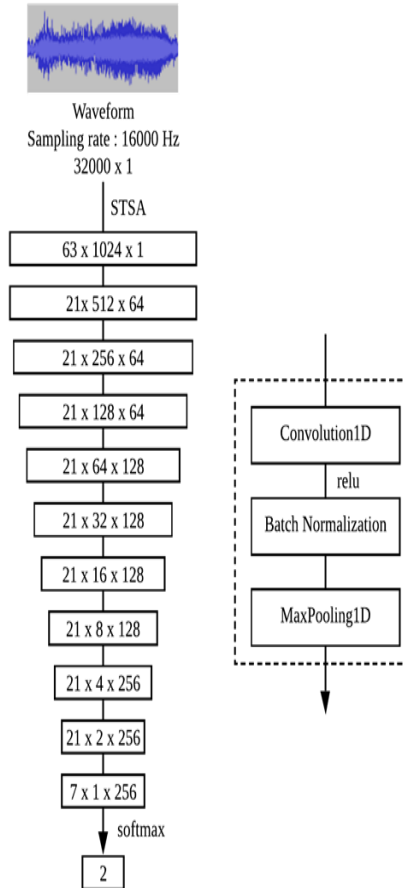 Waveform
Sampling rate : 16000 Hz
32000 x 1
STSA
63 x 1024 x 1
21x 512 x 64
21 x 256 x 64
21 x 128 x 64
21 x 64 x 128
21 x 32 x 128
21 x 16 x 128
21 x 8 x 128
21 x 4 x 256
21 x 2 x 256
7 x 1 x 256
softmax
2
Convolution1D
relu
Batch Normalization
MaxPooling1D